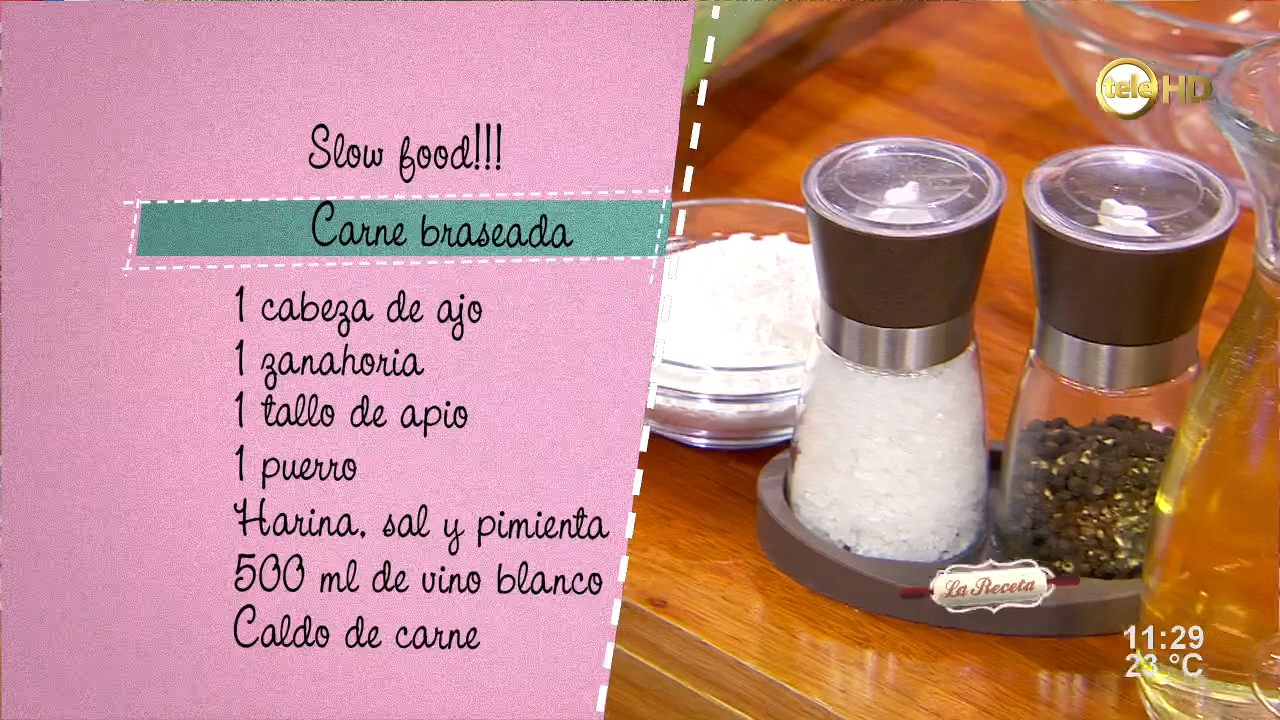 Slow food!!!
Carne braseada
1 cabeza de ajo
1 zanahoria
1 tallo de apio
1 puerro
Harina, sal y pimienta
500 ml de vino blanco
Caldo de carne
tele HD
La Receta
11:29
23 °C